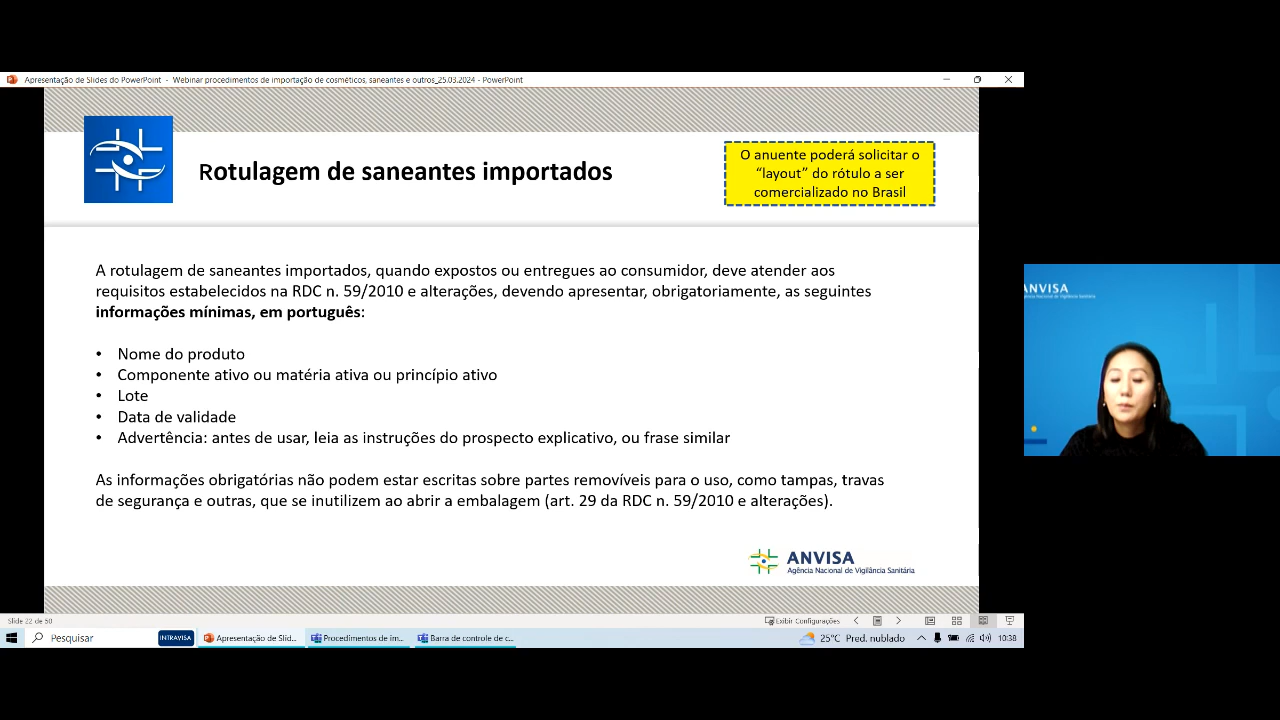 Apresentação de Slides do PowerPoint - Webinar procedimentos de importação de cosméticos, saneantes e outros_25.03.2024 - PowerPoint
Rotulagem de saneantes importados
O anuente poderá solicitar o
“layout” do rótulo a ser
comercializado no Brasil
A rotulagem de saneantes importados, quando expostos ou entregues ao consumidor, deve atender aos
requisitos estabelecidos na RDC n. 59/2010 e alterações, devendo apresentar, obrigatoriamente, as seguintes
informações mínimas, em português:
• Nome do produto
• Componente ativo ou matéria ativa ou princípio ativo
• Lote
• Data de validade
• Advertência: antes de usar, leia as instruções do prospecto explicativo, ou frase similar
As informações obrigatórias não podem estar escritas sobre partes removíveis para o uso, como tampas, travas
de segurança e outras, que se inutilizem ao abrir a embalagem (art. 29 da RDC n. 59/2010 e alterações).
ANVISA
Agência Nacional de Vigilância Sanitária
ANVISA
gência Nacional de Vigilância Sanitária
Slide 22 de 50
Exibir Configurações
Pesquisar
INTRAVISA
Apresentação de Slid...
Procedimentos de im...
Barra de controle de c...
25°C Pred. nublado
10:38